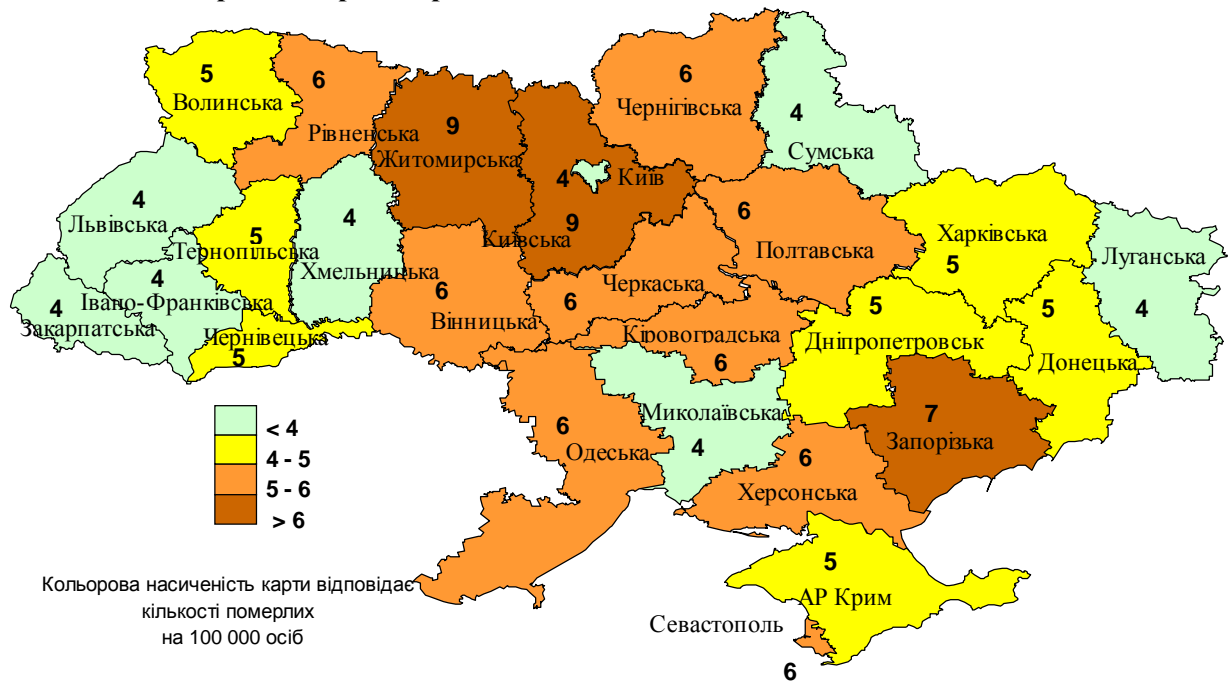 5
Волинська
6
Рівненська
9
Житомирська
6
Чернігівська
4
Сумська
4
Київ
9
Київська
4
Львівська
5
Тернопільська
4
Хмельницька
4
Івано-Франківська
4
Закарпатська
5
Чернівецька
6
Вінницька
6
Черкаська
6
Полтавська
Харківська
5
Луганська
4
Кіровоградська
6
5
Дніпропетровськ
5
Донецька
6
Одеська
Миколаївська
4
6
Херсонська
7
Запорізька
5
АР Крим
Севастополь
6
< 4
4 - 5
5 - 6
> 6
Кольорова насиченість карти відповідає
кількості померлих
на 100 000 осіб